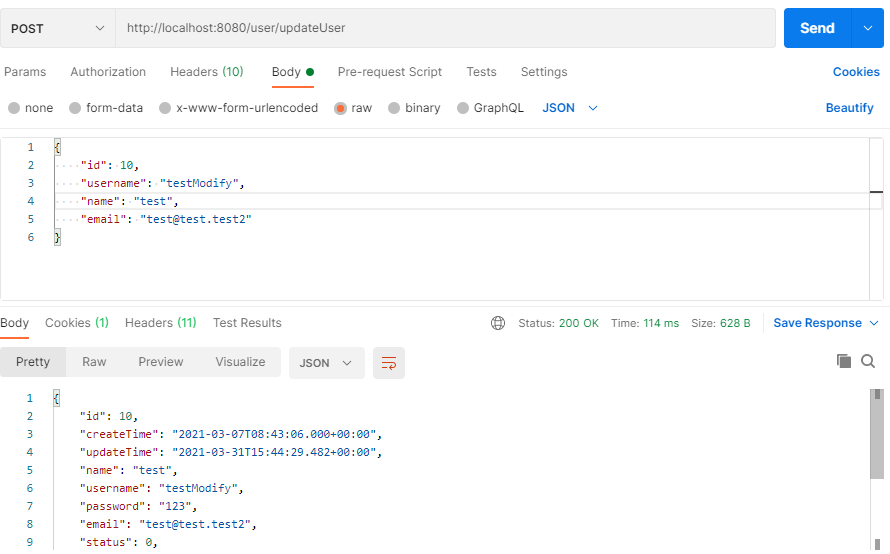 POST http://localhost:8080/user/updateUser Send
Params Authorization Headers (10) Body Pre-request Script Tests Settings Cookies
none form-data x-www-form-urlencoded raw binary GraphQL JSON Beautify
1 {
2 "id": 10,
3 "username": "testModify",
4 "name": "test",
5 "email": "test@test.test2"
6 }
Body Cookies (1) Headers (11) Test Results Status: 200 OK Time: 114 ms Size: 628 B Save Response
Pretty Raw Preview Visualize JSON
1 {
2 "id": 10,
3 "createTime": "2021-03-07T08:43:06.000+00:00",
4 "updateTime": "2021-03-31T15:44:29.482+00:00",
5 "name": "test",
6 "username": "testModify",
7 "password": "123",
8 "email": "test@test.test2",
9 "status": 0,